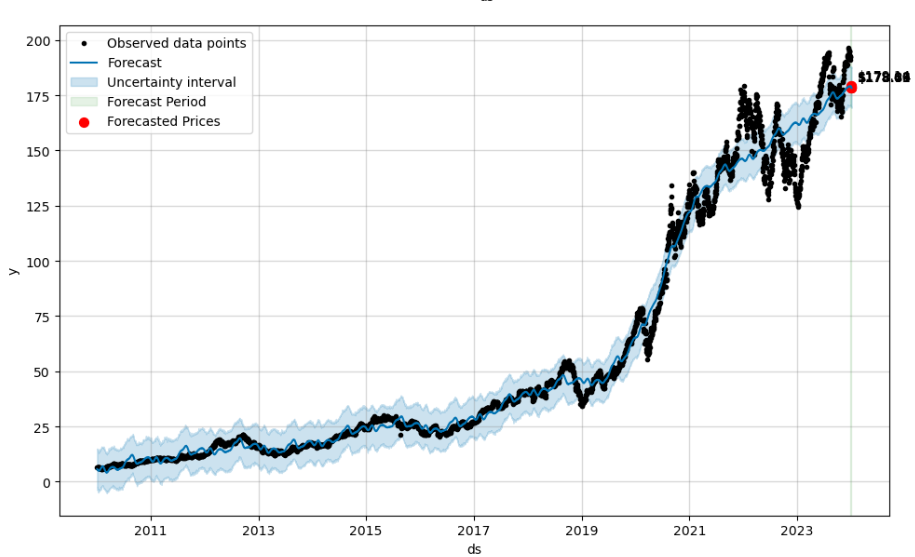 200
175
150
125
100
75
50
25
0
y
Observed data points
Forecast
Uncertainty interval
Forecast Period
Forecasted Prices
2011
2013
2015
2017
2019
2021
2023
ds